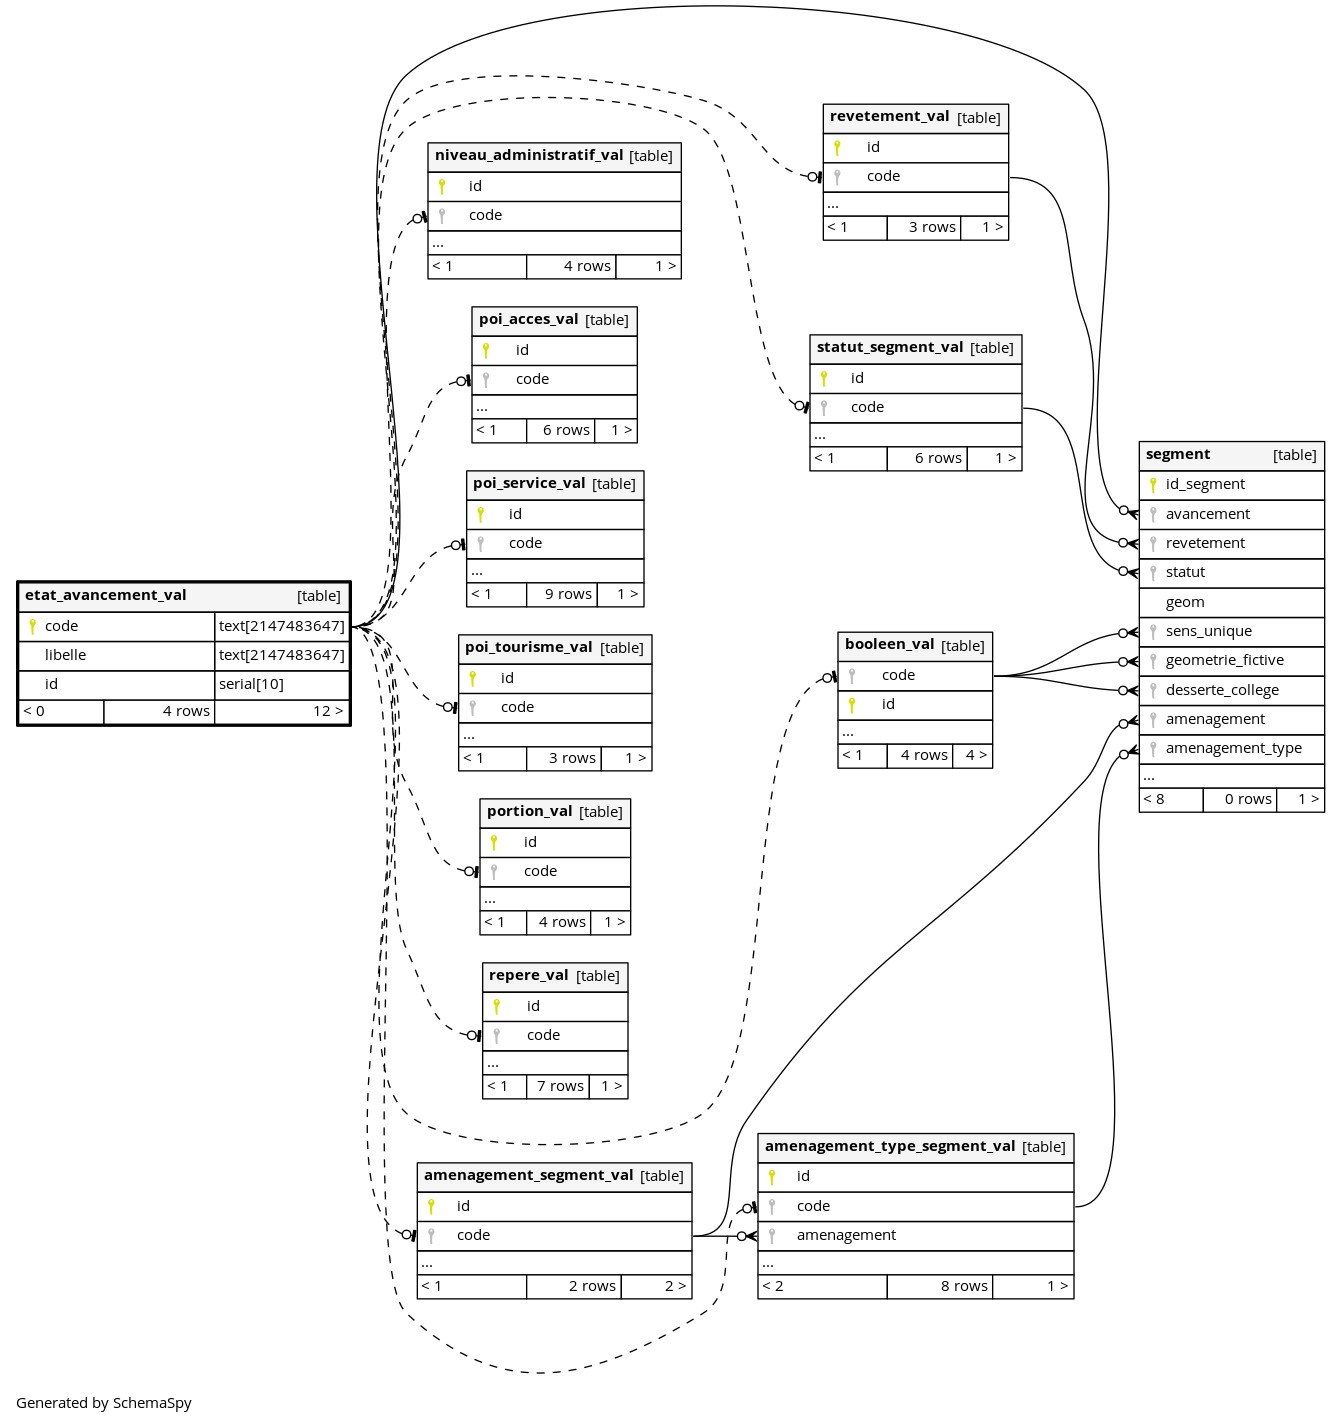 revetement_val [table]
id
code
...
< 1 3 rows 1 >
niveau_administratif_val [table]
id
code
...
< 1 4 rows 1 >
poi_acces_val [table]
id
code
...
< 1 6 rows 1 >
statut_segment_val [table]
id
code
...
< 1 6 rows 1 >
segment [table]
id_segment
avancement
revetement
statut
geom
sens_unique
geometrie_fictive
desserte_college
amenagement
amenagement_type
...
< 8 0 rows 1 >
poi_service_val [table]
id
code
...
< 1 9 rows 1 >
etat_avancement_val [table]
code text[2147483647]
libelle text[2147483647]
id serial[10]
< 0 4 rows 12 >
poi_tourisme_val [table]
id
code
...
< 1 3 rows 1 >
booleen_val [table]
code
id
...
< 1 4 rows 4 >
portion_val [table]
id
code
...
< 1 4 rows 1 >
repere_val [table]
id
code
...
< 1 7 rows 1 >
amenagement_type_segment_val [table]
id
code
amenagement
...
< 2 8 rows 1 >
amenagement_segment_val [table]
id
code
...
< 1 2 rows 2 >
Generated by SchemaSpy